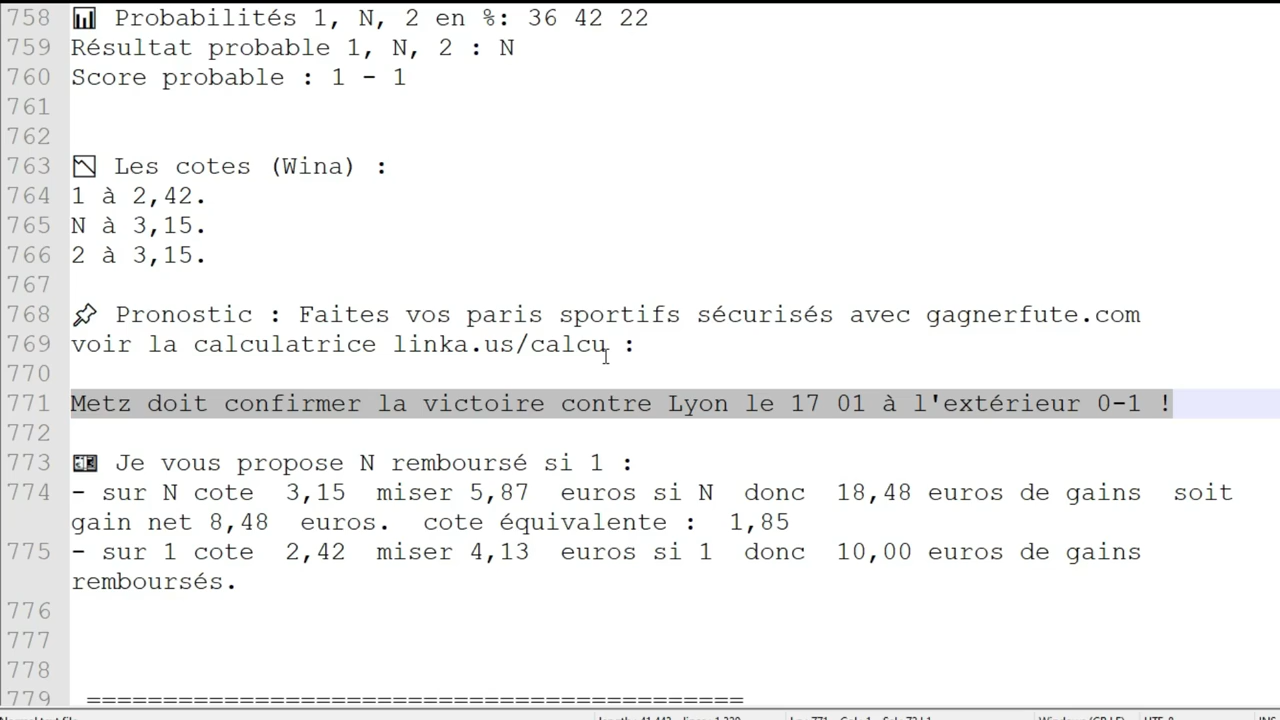 758 Probabilités 1, N, 2 en %: 36 42 22
759 Résultat probable 1, N, 2 : N
760 Score probable : 1 - 1
761
762
763 Les cotes (Wina) :
764 1 à 2,42.
765 N à 3,15.
766 2 à 3,15.
767
768 Pronostic : Faites vos paris sportifs sécurisés avec gagnerfute.com
769 voir la calculatrice linka.us/calcu :
770
771 Metz doit confirmer la victoire contre Lyon le 17 01 à l'extérieur 0-1 !
772
773 Je vous propose N remboursé si 1 :
774 - sur N cote 3,15 miser 5,87 euros si N donc 18,48 euros de gains soit
gain net 8,48 euros. cote équivalente : 1,85
775 - sur 1 cote 2,42 miser 4,13 euros si 1 donc 10,00 euros de gains
remboursés.
776
777
778
779 ===========================================